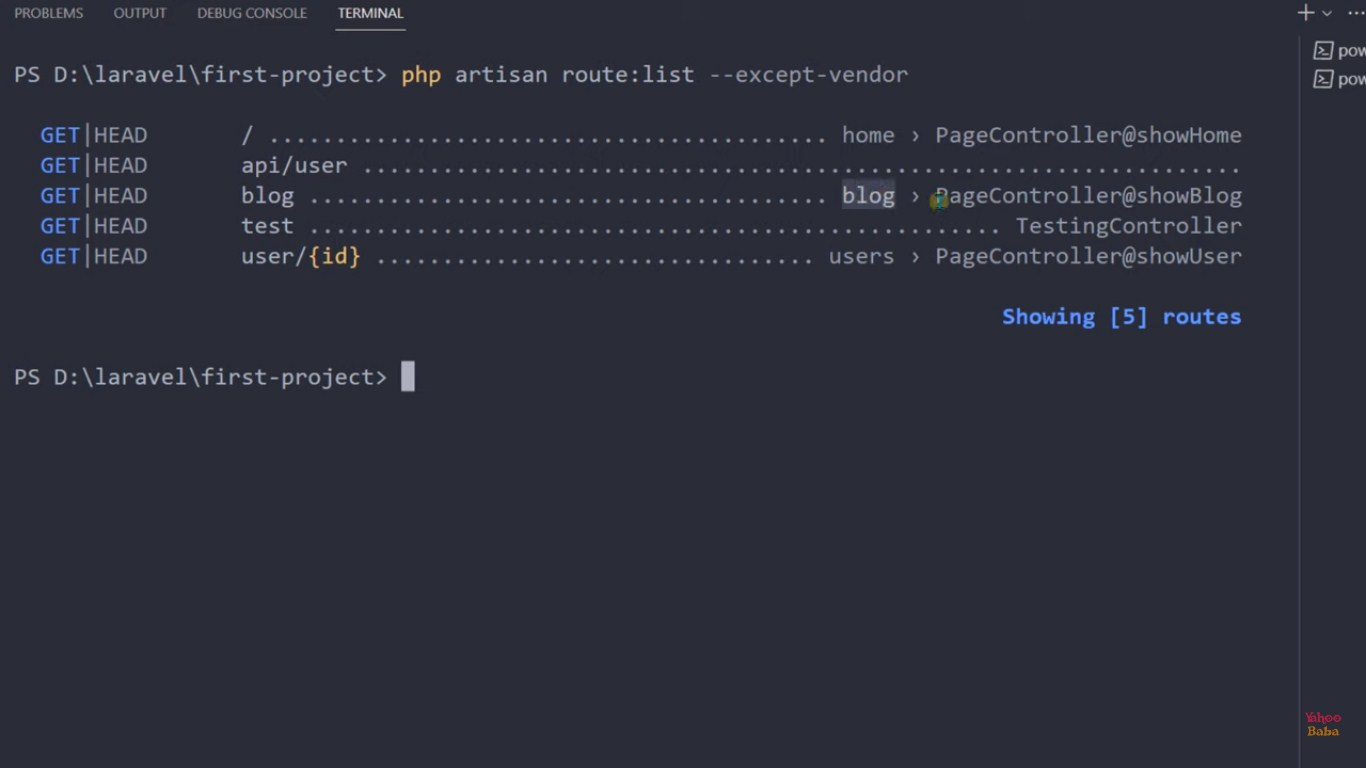 PROBLEMS OUTPUT DEBUG CONSOLE TERMINAL
PS D:\laravel\first-project> php artisan route:list --except-vendor
GET|HEAD / .......................................... home › PageController@showHome
GET|HEAD api/user ..................................................................
GET|HEAD blog ....................................... blog › PageController@showBlog
GET|HEAD test .................................................... TestingController
GET|HEAD user/{id} ................................. users › PageController@showUser
Showing [5] routes
PS D:\laravel\first-project>
pow
pow
Yahoo
Baba